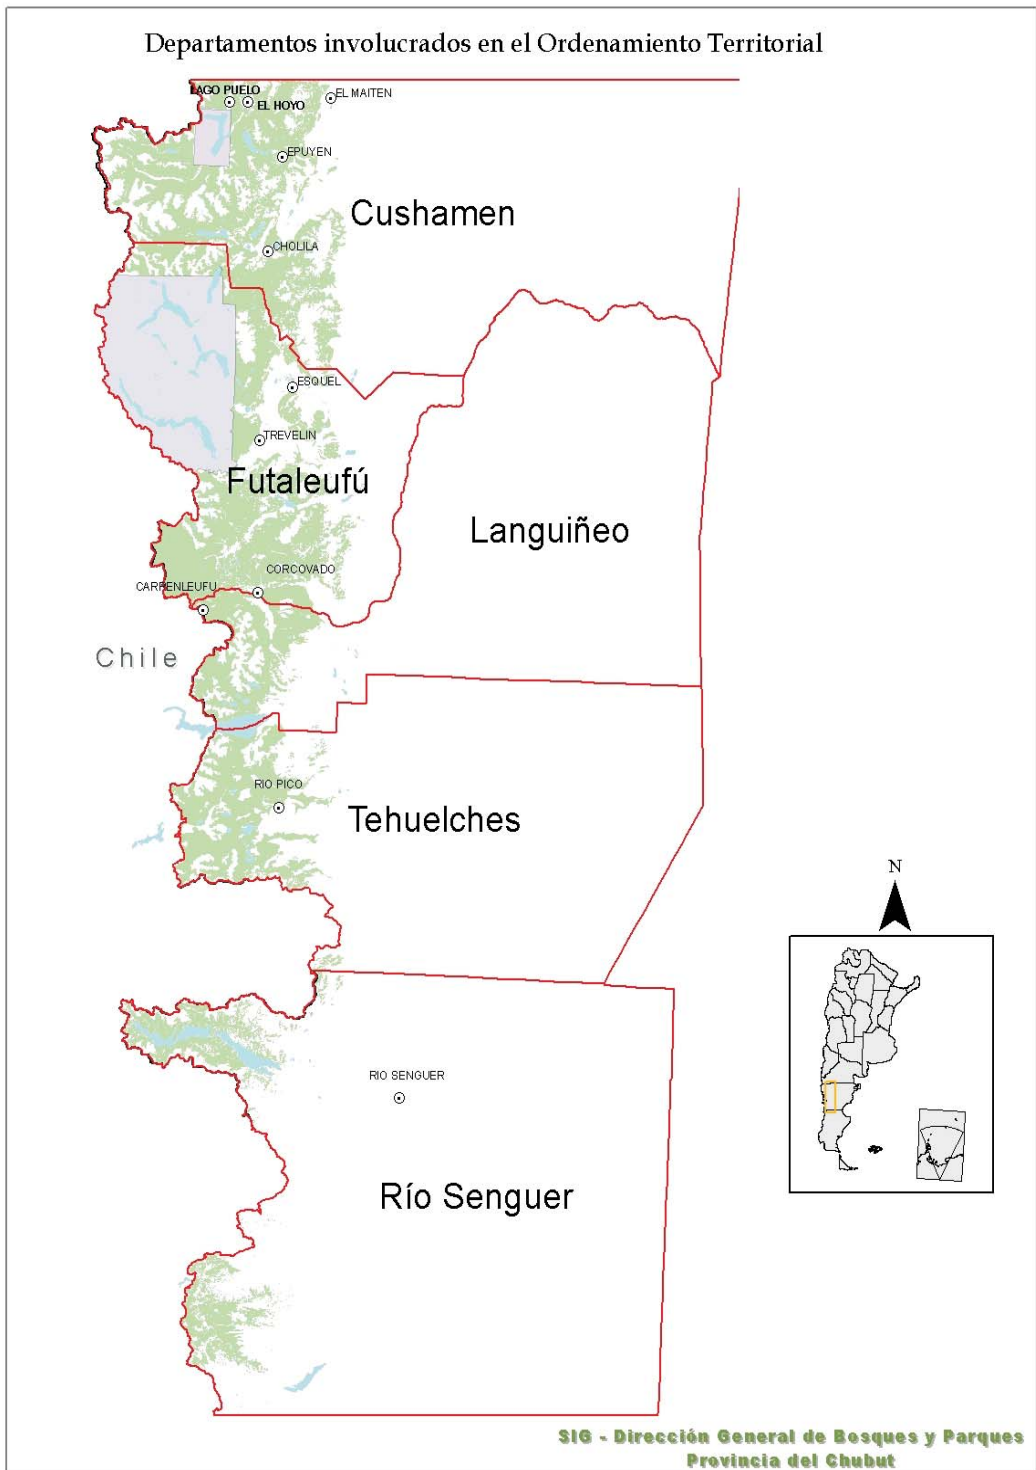 Departamentos involucrados en el Ordenamiento Territorial
LAGO PUELO
EL HOYO
EL MAITEN
EPUYEN
Cushamen
CHOLILA
ESQUEL
TREVELIN
Futaleufú
Languiñeo
CORCOVADO
CARRENLEUFU
Chile
RIO PICO
Tehuelches
N
RIO SENGUER
Río Senguer
SIG - Dirección General de Bosques y Parques
Provincia del Chubut